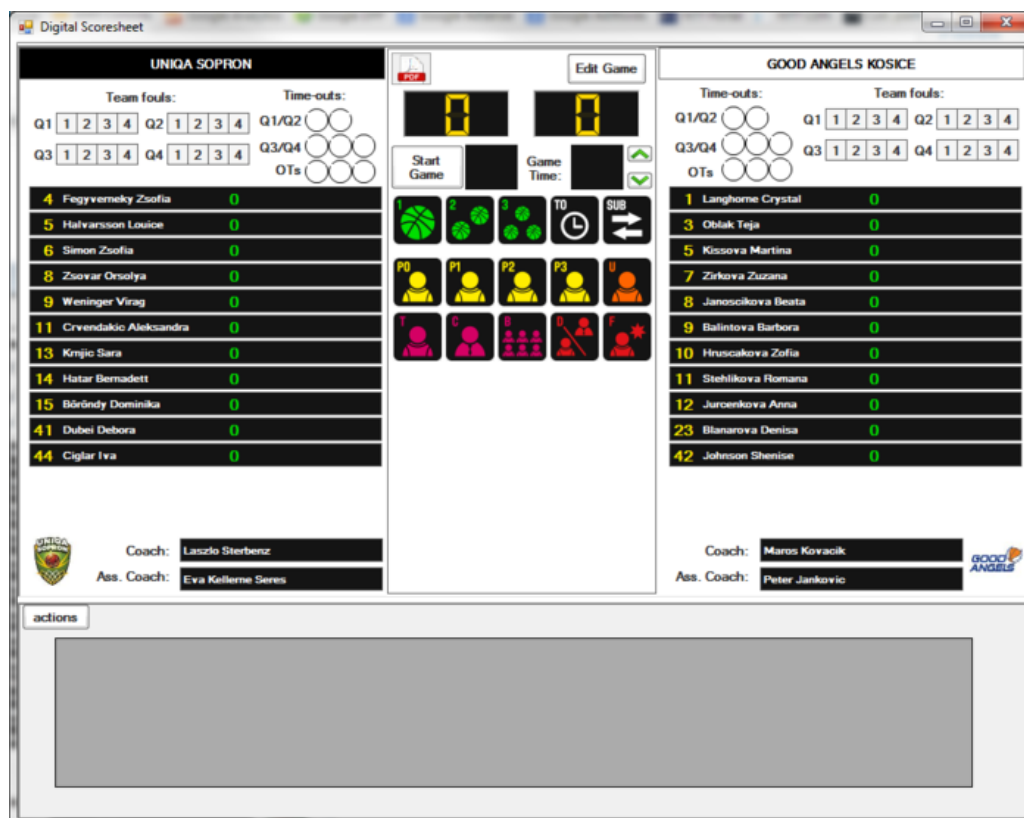 Digital Scoresheet
UNIQA SOPRON
Team fouls:
Time-outs:
Q1 1 2 3 4 Q2 1 2 3 4 Q1/Q2
Q3 1 2 3 4 Q4 1 2 3 4 Q3/Q4
OTs
4 Fegyverneky Zsofia 0
5 Halvarsson Louice 0
6 Simon Zsofia 0
8 Zsovar Orsolya 0
9 Weninger Virag 0
11 Crvendakic Aleksandra 0
13 Krnjic Sara 0
14 Hatar Bernadett 0
15 Böröndy Dominika 0
41 Dubei Debora 0
44 Ciglar Iva 0
UNIQA SOPRON
Coach: Laszlo Sterbenz
Ass. Coach: Eva Kellerne Seres
PDF
Edit Game
0 0
Start Game
Game Time:
1 2 3 TO SUB
P0 P1 P2 P3 U
T C B D F
GOOD ANGELS KOSICE
Time-outs:
Team fouls:
Q1/Q2 Q1 1 2 3 4 Q2 1 2 3 4
Q3/Q4 Q3 1 2 3 4 Q4 1 2 3 4
OTs
1 Langhorne Crystal 0
3 Oblak Teja 0
5 Kissova Martina 0
7 Zirkova Zuzana 0
8 Janoscikova Beata 0
9 Balintova Barbora 0
10 Hruscakova Zofia 0
11 Stehlikova Romana 0
12 Jurcenkova Anna 0
23 Blanarova Denisa 0
42 Johnson Shenise 0
Coach: Maros Kovacik
Ass. Coach: Peter Jankovic
GOOD ANGELS
actions